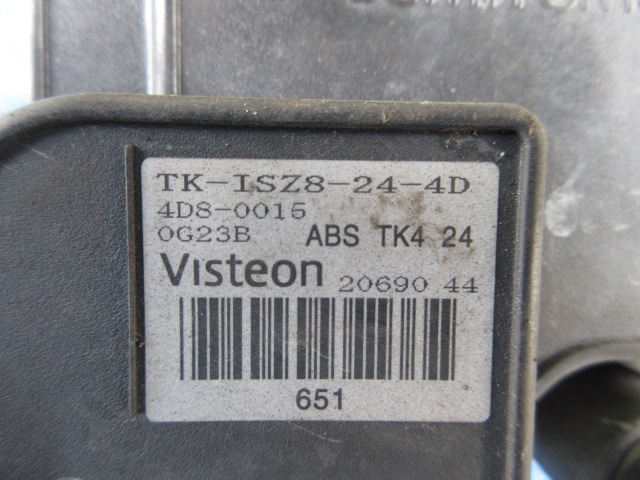 TK-ISZ8-24-4D
4D8-0015
0G23B ABS TK4 24
Visteon 20690 44
651